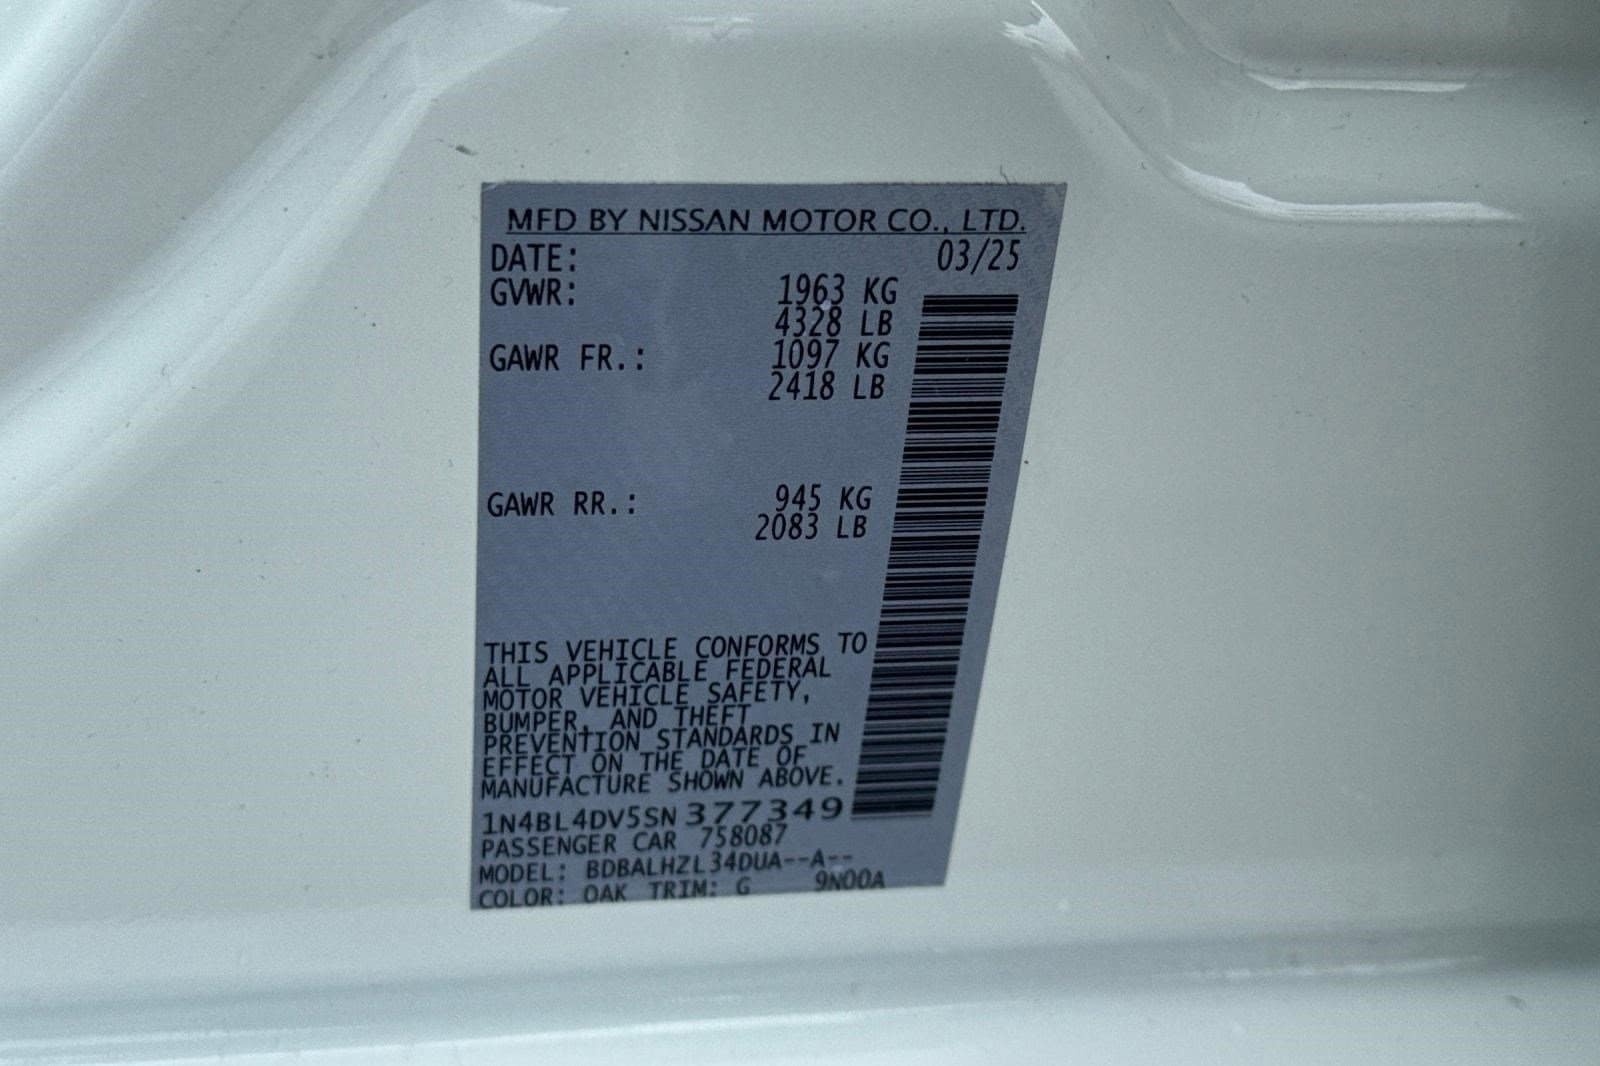 MFD BY NISSAN MOTOR CO., LTD.
DATE: 03/25
GVWR: 1963 KG
4328 LB
GAWR FR.: 1097 KG
2418 LB
GAWR RR.: 945 KG
2083 LB
THIS VEHICLE CONFORMS TO
ALL APPLICABLE FEDERAL
MOTOR VEHICLE SAFETY,
BUMPER, AND THEFT
PREVENTION STANDARDS IN
EFFECT ON THE DATE OF
MANUFACTURE SHOWN ABOVE.
1N4BL4DV5SN377349
PASSENGER CAR 758087
MODEL: BDBALHZL34DUA--A--
COLOR: QAK TRIM: G 9N00A